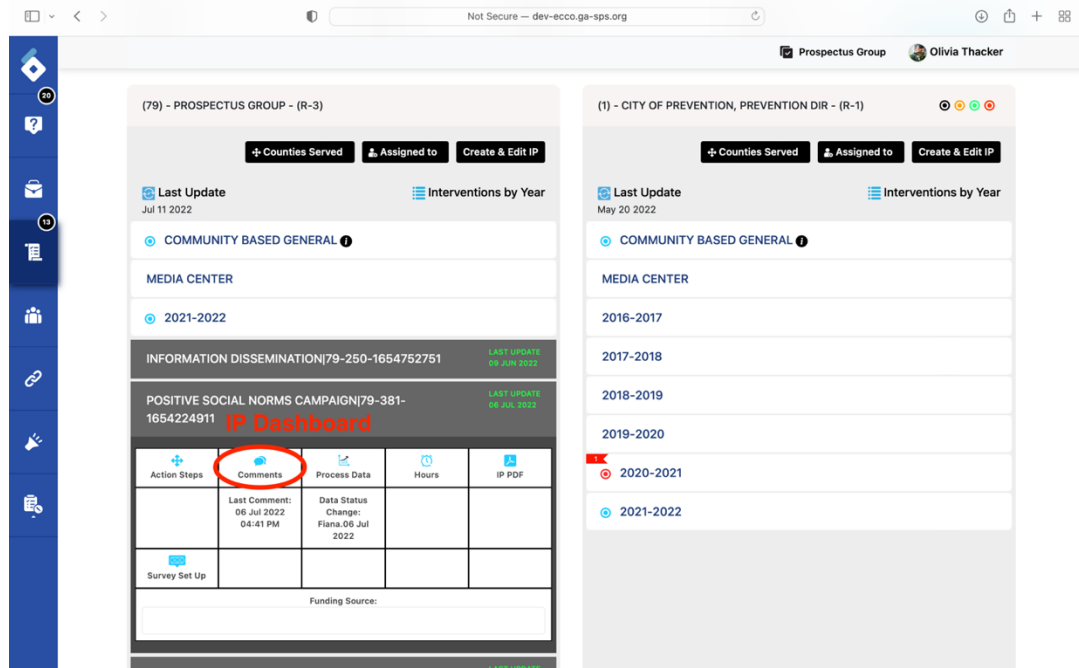 Not Secure — dev-ecco.ga-sps.org
Prospectus Group
Olivia Thacker
20
13
(79) - PROSPECTUS GROUP - (R-3)
Counties Served
Assigned to
Create & Edit IP
Last Update
Jul 11 2022
Interventions by Year
COMMUNITY BASED GENERAL
MEDIA CENTER
2021-2022
INFORMATION DISSEMINATION|79-250-1654752751
LAST UPDATE
09 JUN 2022
POSITIVE SOCIAL NORMS CAMPAIGN|79-381-
1654224911
LAST UPDATE
06 JUL 2022
IP Dashboard
Action Steps
Comments
Process Data
Hours
IP PDF
Last Comment:
06 Jul 2022
04:41 PM
Data Status
Change:
Fiana.06 Jul
2022
Survey Set Up
Funding Source:
LAST UPDATE
(1) - CITY OF PREVENTION, PREVENTION DIR - (R-1)
Counties Served
Assigned to
Create & Edit IP
Last Update
May 20 2022
Interventions by Year
COMMUNITY BASED GENERAL
MEDIA CENTER
2016-2017
2017-2018
2018-2019
2019-2020
1
2020-2021
2021-2022